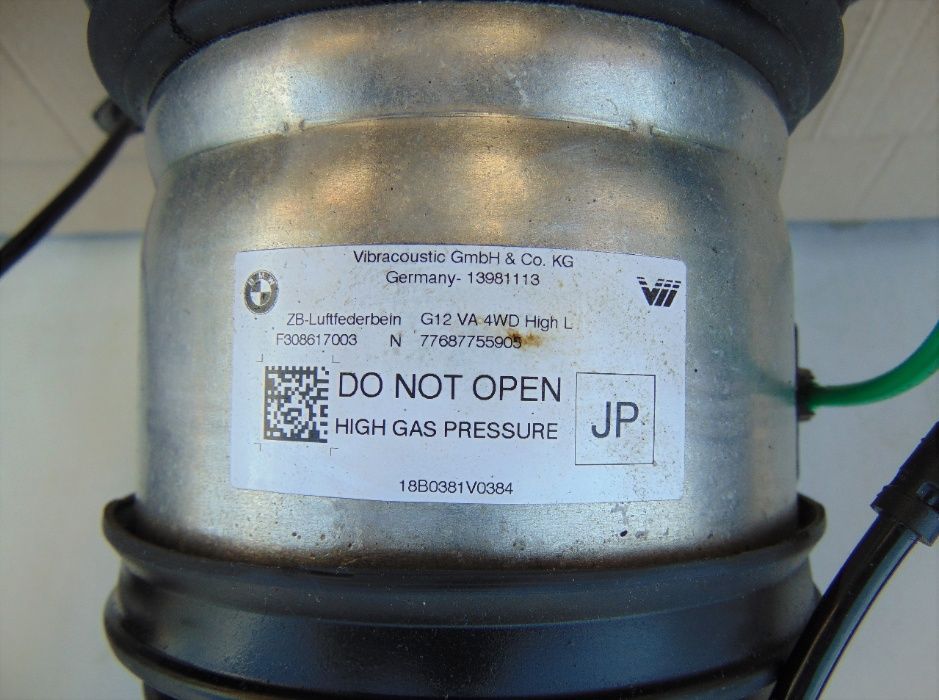 Vibracoustic GmbH & Co. KG
Germany- 13981113
BMW
ZB-Luftfederbein G12 VA 4WD High L
F308617003 N 77687755905
DO NOT OPEN
HIGH GAS PRESSURE
JP
18B0381V0384